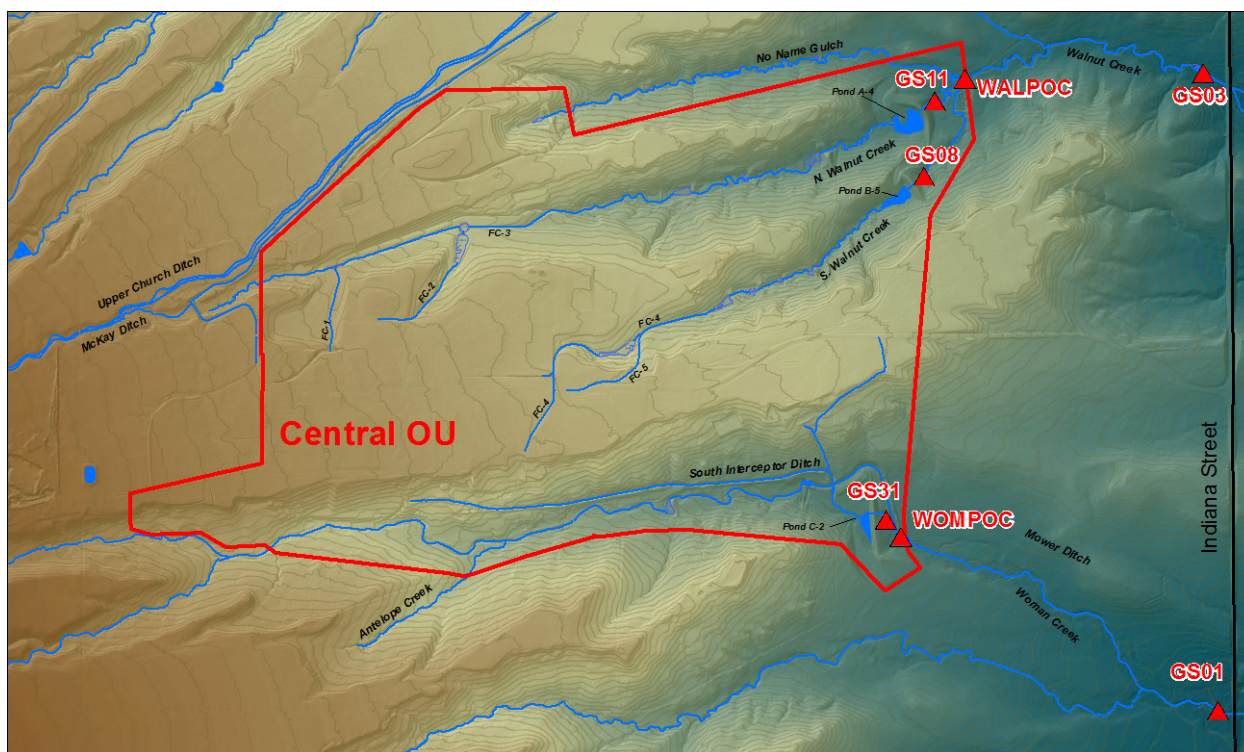 No Name Gulch
Walnut Creek
GS11
WALPOC
GS03
Pond A-4
N. Walnut Creek
GS08
Pond B-5
S. Walnut Creek
FC-3
FC-2
FC-1
Upper Church Ditch
McKay Ditch
FC-4
FC-5
FC-4
Central OU
South Interceptor Ditch
GS31
WOMPOC
Pond C-2
Mower Ditch
Indiana Street
Antelope Creek
Woman Creek
GS01